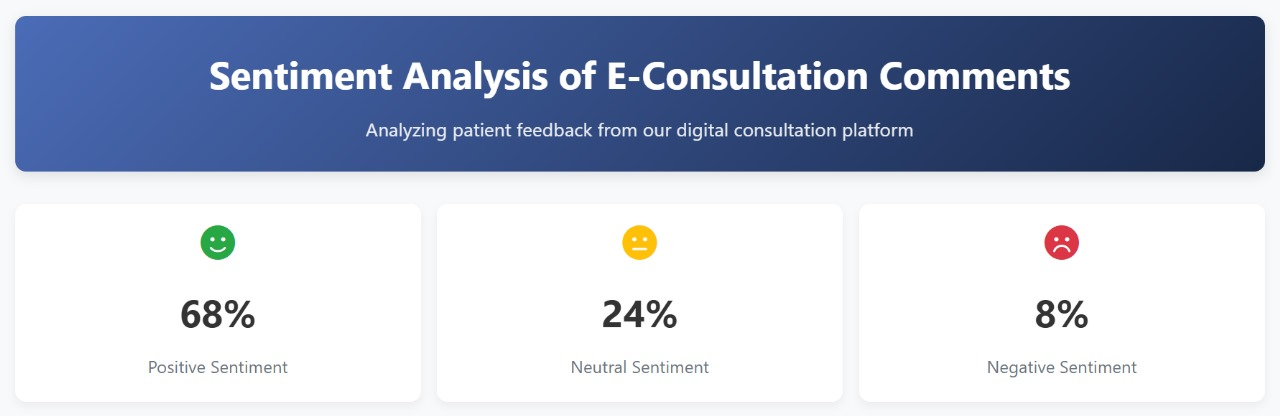 Sentiment Analysis of E-Consultation Comments
Analyzing patient feedback from our digital consultation platform
68%
Positive Sentiment
24%
Neutral Sentiment
8%
Negative Sentiment